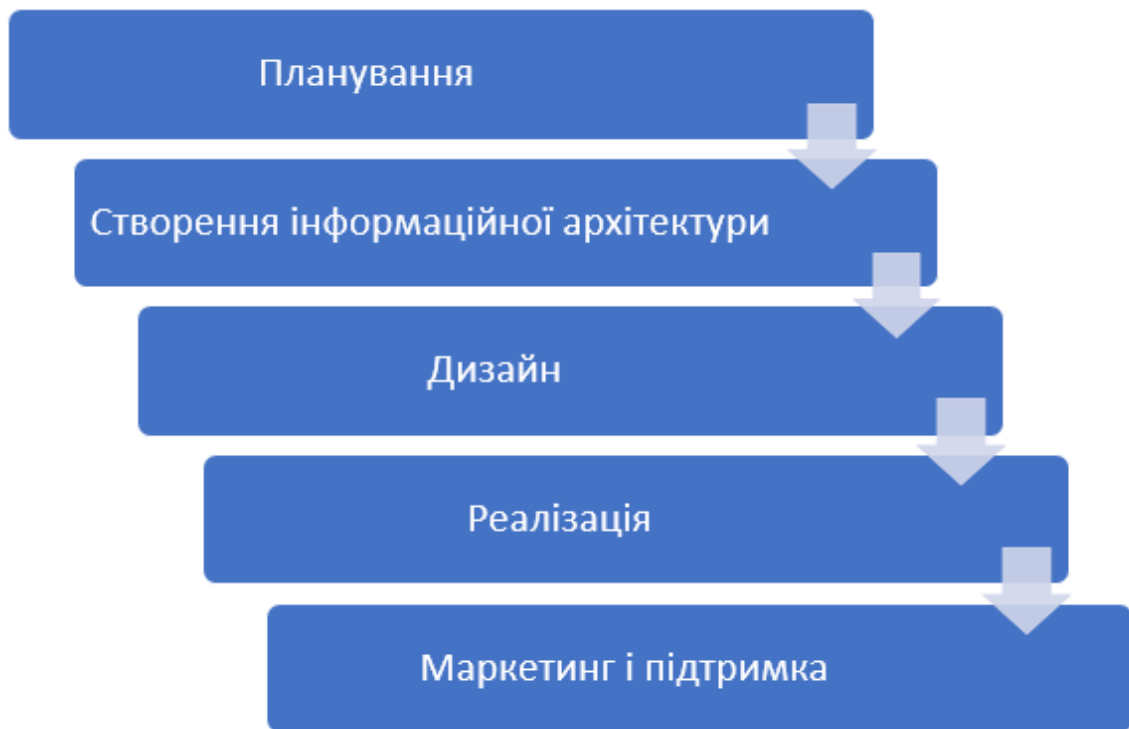 Планування
Створення інформаційної архітектури
Дизайн
Реалізація
Маркетинг і підтримка